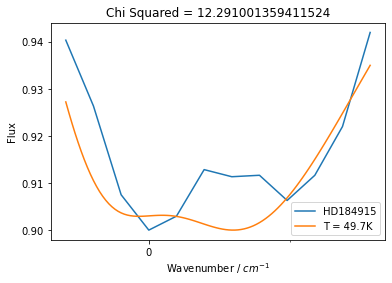 Chi Squared = 12.291001359411524
0.94
0.93
Flux
0.92
0.91
0.90
HD184915
T = 49.7K
0
Wavenumber / cm⁻¹